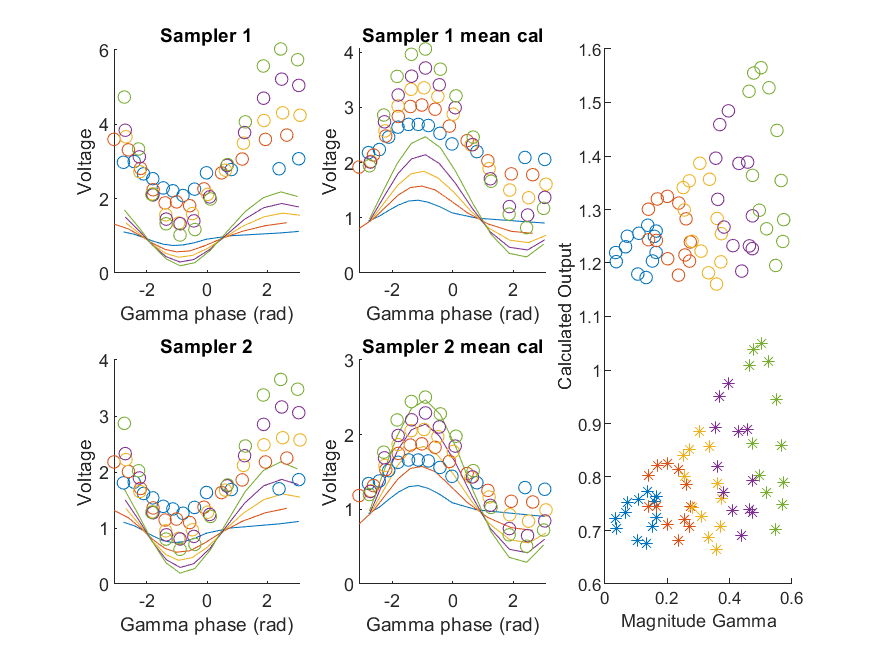 Sampler 1
6
4
2
0
Voltage
-2 0 2
Gamma phase (rad)
Sampler 1 mean cal
4
3
2
1
0
Voltage
-2 0 2
Gamma phase (rad)
Sampler 2
4
3
2
1
0
Voltage
-2 0 2
Gamma phase (rad)
Sampler 2 mean cal
3
2
1
0
Voltage
-2 0 2
Gamma phase (rad)
1.6
1.5
1.4
1.3
1.2
1.1
1
0.9
0.8
0.7
0.6
Calculated Output
0 0.2 0.4 0.6
Magnitude Gamma